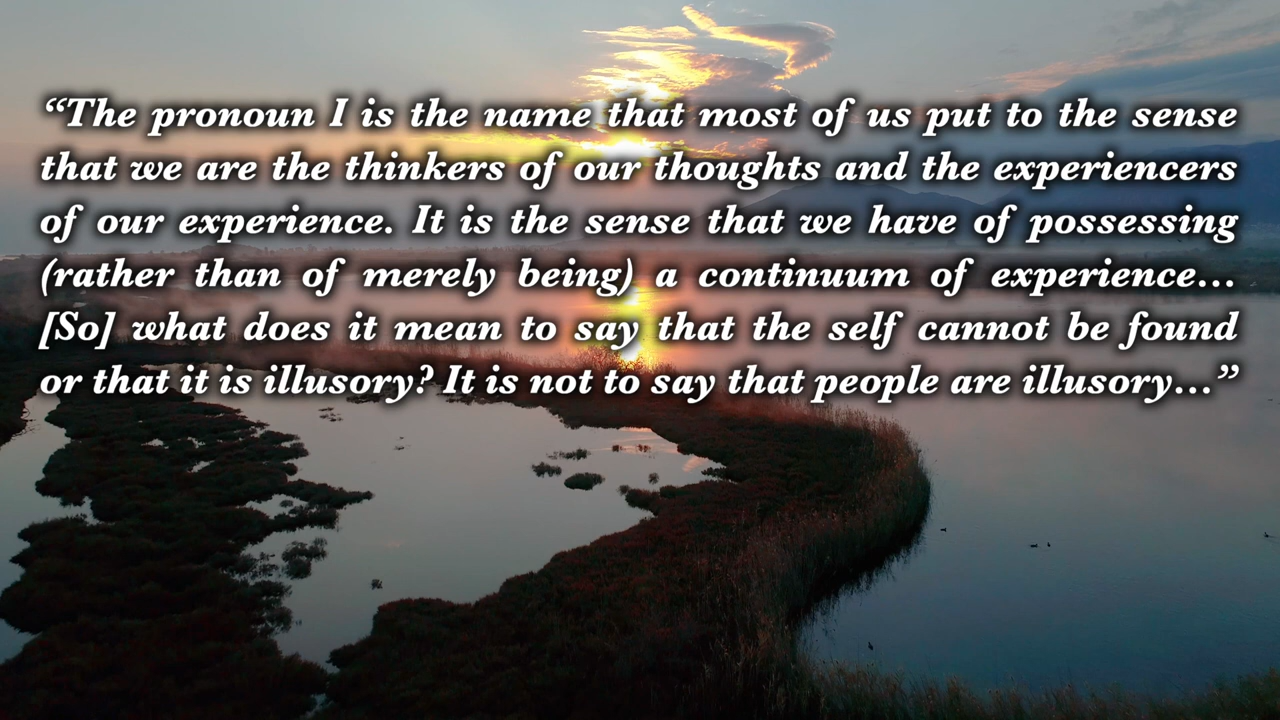 “The pronoun I is the name that most of us put to the sense
that we are the thinkers of our thoughts and the experiencers
of our experience. It is the sense that we have of possessing
(rather than of merely being) a continuum of experience…
[So] what does it mean to say that the self cannot be found
or that it is illusory? It is not to say that people are illusory…”